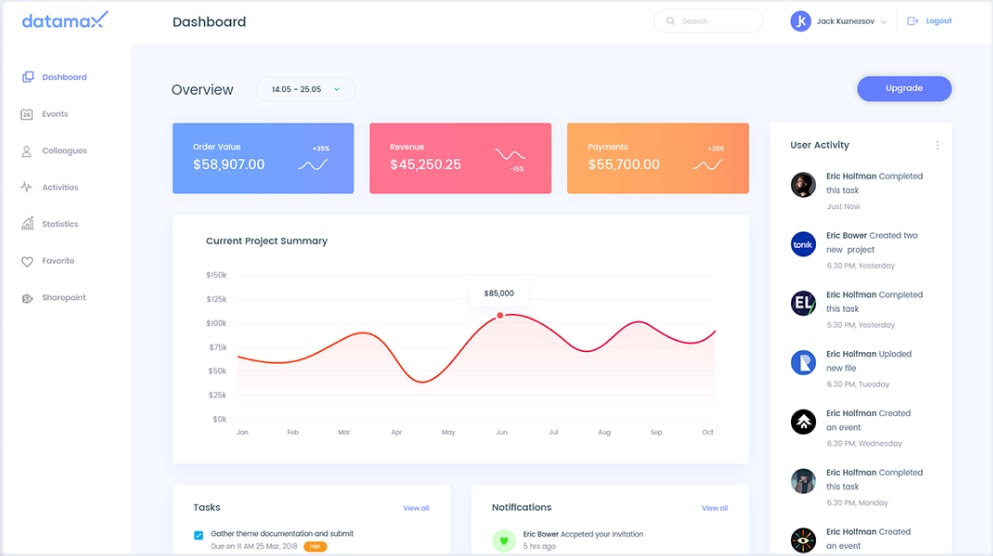 datamax
Dashboard
Search
jk
Jack Kuznezsov
Logout
Dashboard
Events
Colleagues
Activities
Statistics
Favorite
Sharopoint
Overview
14.05 - 25.05
Upgrade
Order Value
$58,907.00
+35%
Revenue
$45,250.25
-15%
Payments
$55,700.00
+35%
Current Project Summary
$150k
$125k
$100k
$75k
$50k
$25k
$0k
$85,000
Jan Feb Mar Apr May Jun Jul Aug Sep Oct
User Activity
Eric Holfman Completed
this task
Just Now
tonik
Eric Bower Created two
new project
6.30 PM, Yesterday
EL
Eric Holfman Completed
this task
5.30 PM, Yesterday
Eric Holfman Uploded
new file
6.30 PM, Tuesday
Eric Holfman Created
an event
6.43 PM, Wednesday
Eric Holfman Completed
this task
6.30 PM, Monday
Eric Holfman Created
an event
Tasks
View all
Gather theme documentation and submit
Due on 11 AM 25 Mar, 2018
High
Notifications
View all
Eric Bower Accpeted your Invitation
5 hrs ago